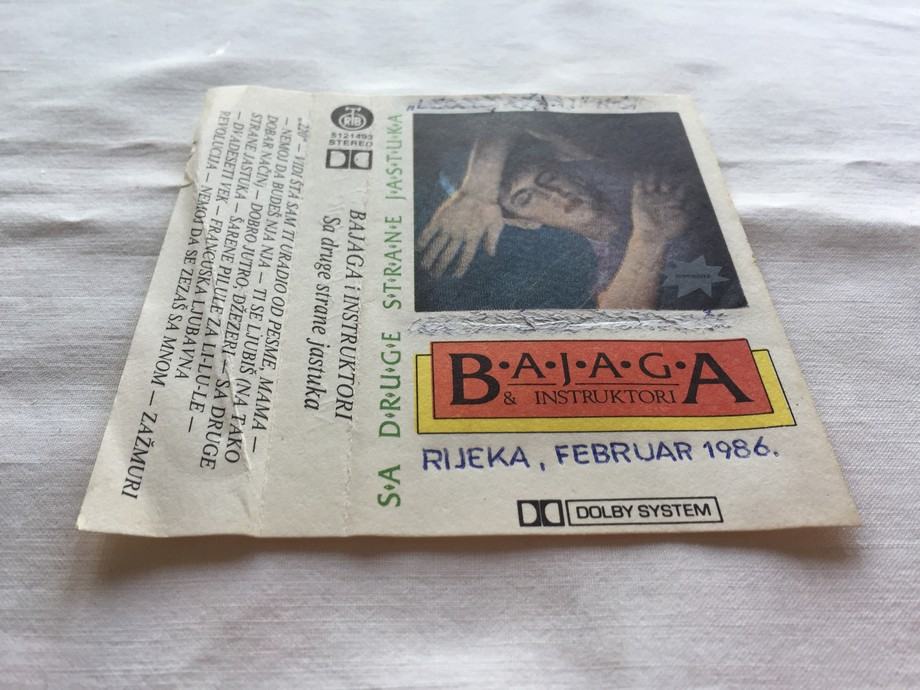 B·A·J·A·G·A
& INSTRUKTORI
RIJEKA, FEBRUAR 1986.
DOLBY SYSTEM
S·A D·R·U·G·E S·T·R·A·N·E J·A·S·T·U·K·A
RTB
5121493
STEREO
BAJAGA i INSTRUKTORI
Sa druge strane jastuka
„220“ – VIDI ŠTA SAM TI URADIO OD PESME, MAMA –
– NEMOJ DA BUDEŠ NJA NJA – TI SE LJUBIŠ (NA TAKO
DOBAR NAČIN) – DOBRO JUTRO, DŽEZERI – SA DRUGE
STRANE JASTUKA – ŠARENE PILULE ZA LI-LU-LE –
– DVADESETI VEK – FRANCUSKA LJUBAVNA
REVOLUCIJA – NEMOJ DA SE ZEZAŠ SA MNOM – ZAŽMURI